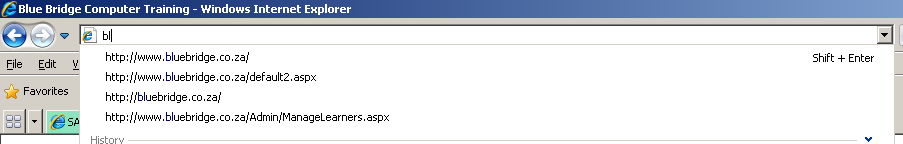 Blue Bridge Computer Training - Windows Internet Explorer
bl
http://www.bluebridge.co.za/ Shift + Enter
http://www.bluebridge.co.za/default2.aspx
http://bluebridge.co.za/
http://www.bluebridge.co.za/Admin/ManageLearners.aspx
History
File Edit
Favorites